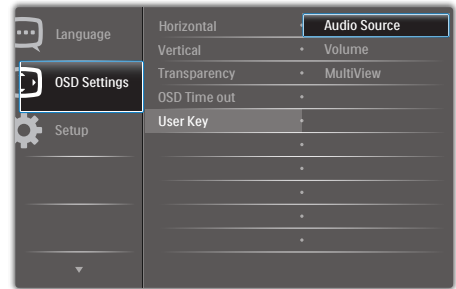 Language
OSD Settings
Setup
Horizontal
Vertical
Transparency
OSD Time out
User Key
Audio Source
Volume
MultiView